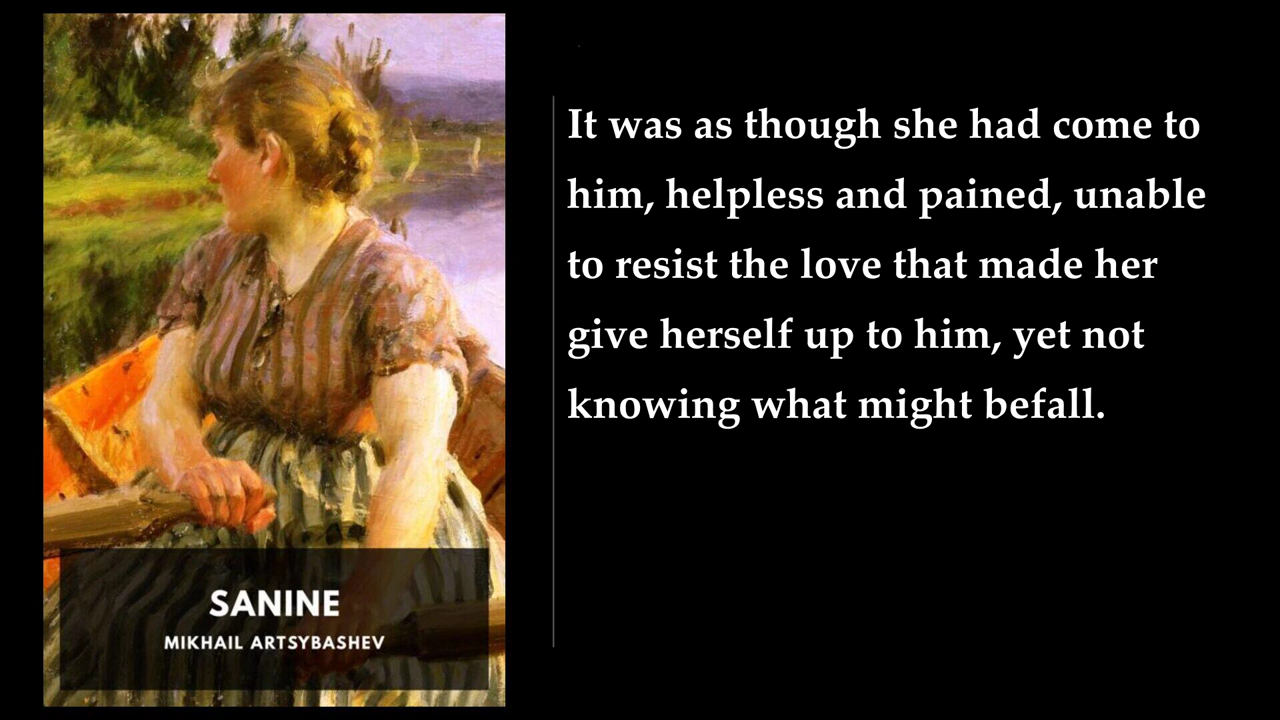 It was as though she had come to
him, helpless and pained, unable
to resist the love that made her
give herself up to him, yet not
knowing what might befall.
SANINE
MIKHAIL ARTSYBASHEV